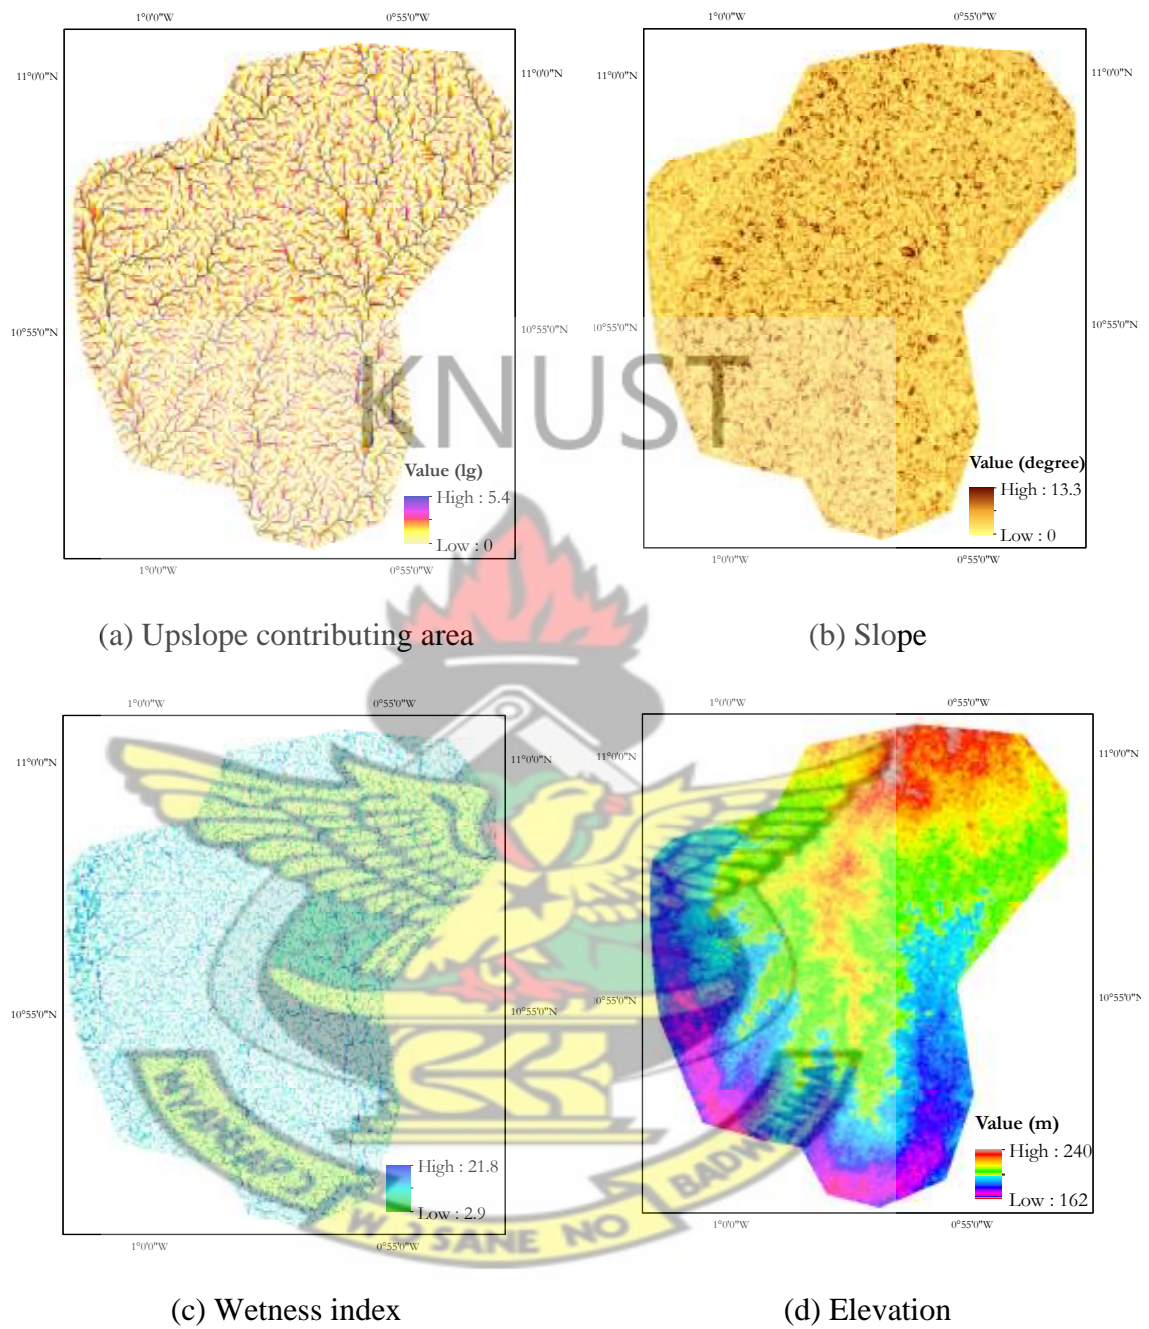 1°0'0"W
0°55'0"W
1°0'0"W
0°55'0"W
11°0'0"N
11°0'0"N
11°0'0"N
11°0'0"N
10°55'0"N
10°55'0"N
10°55'0"N
10°55'0"N
KNUST
Value (lg)
High : 5.4
Low : 0
Value (degree)
High : 13.3
Low : 0
1°0'0"W
0°55'0"W
1°0'0"W
0°55'0"W
(a) Upslope contributing area
(b) Slope
1°0'0"W
0°55'0"W
1°0'0"W
0°55'0"W
11°0'0"N
11°0'0"N
11°0'0"N
11°0'0"N
10°55'0"N
10°55'0"N
10°55'0"N
10°55'0"N
High : 21.8
Low : 2.9
Value (m)
High : 240
Low : 162
W SANE NO
1°0'0"W
0°55'0"W
1°0'0"W
0°55'0"W
(c) Wetness index
(d) Elevation